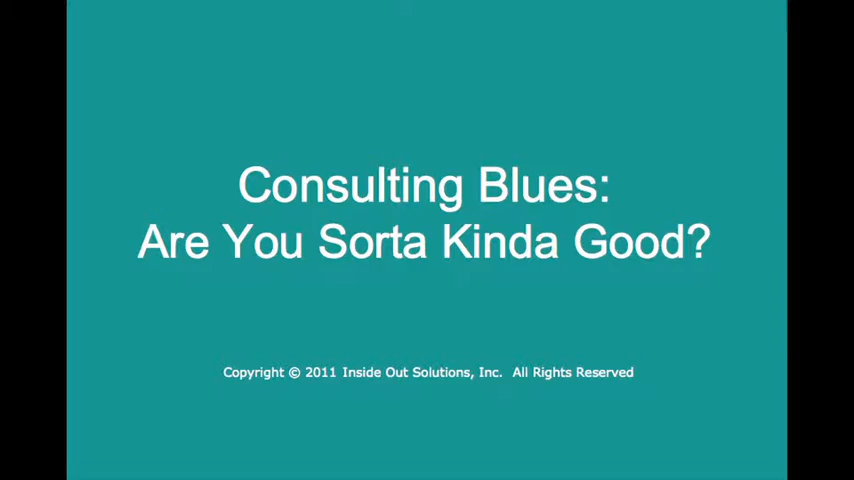 Consulting Blues:
Are You Sorta Kinda Good?
Copyright © 2011 Inside Out Solutions, Inc.  All Rights Reserved